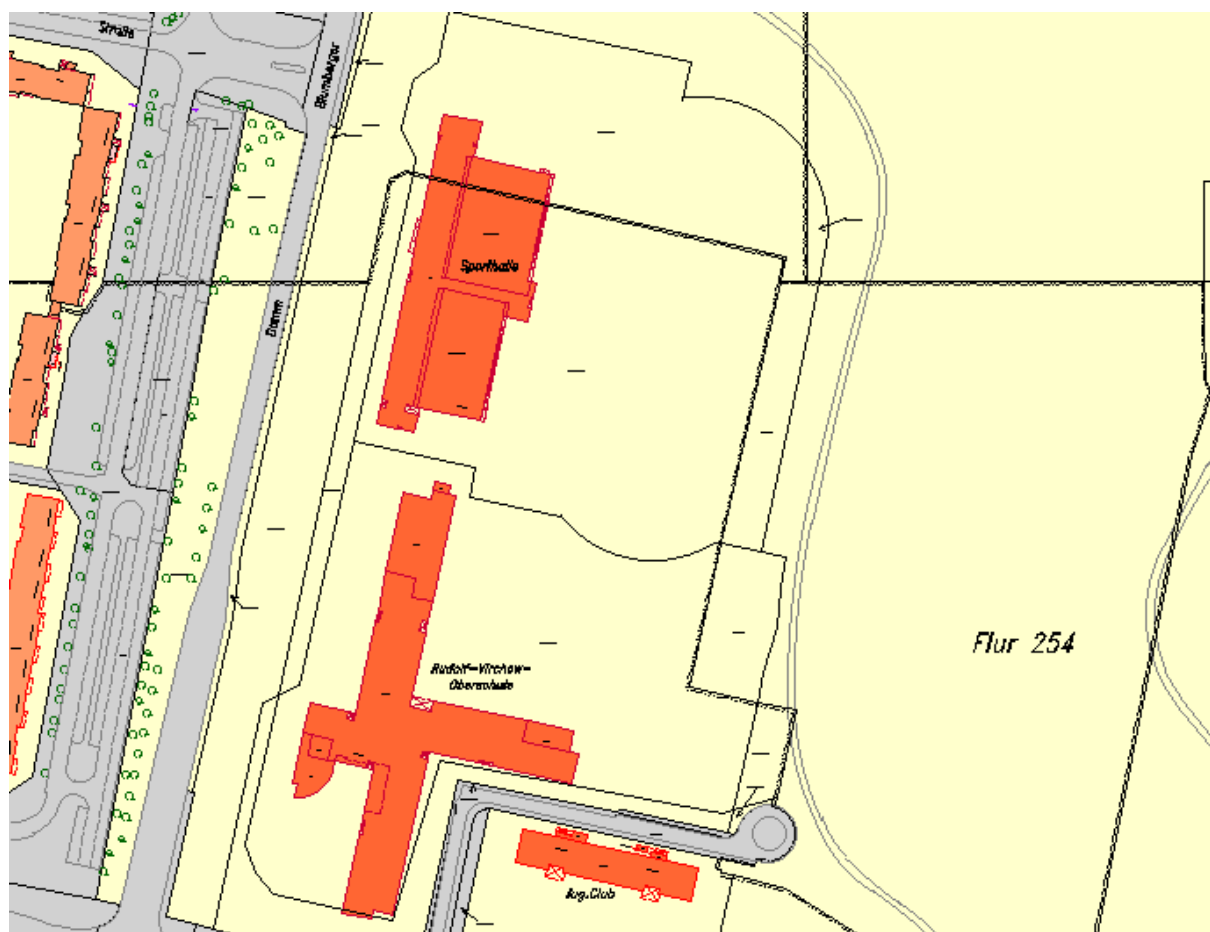 Straße
Blumberger
Damm
Sporthalle
Rudolf-Virchow-
Oberschule
Flur 254
Jug.Club